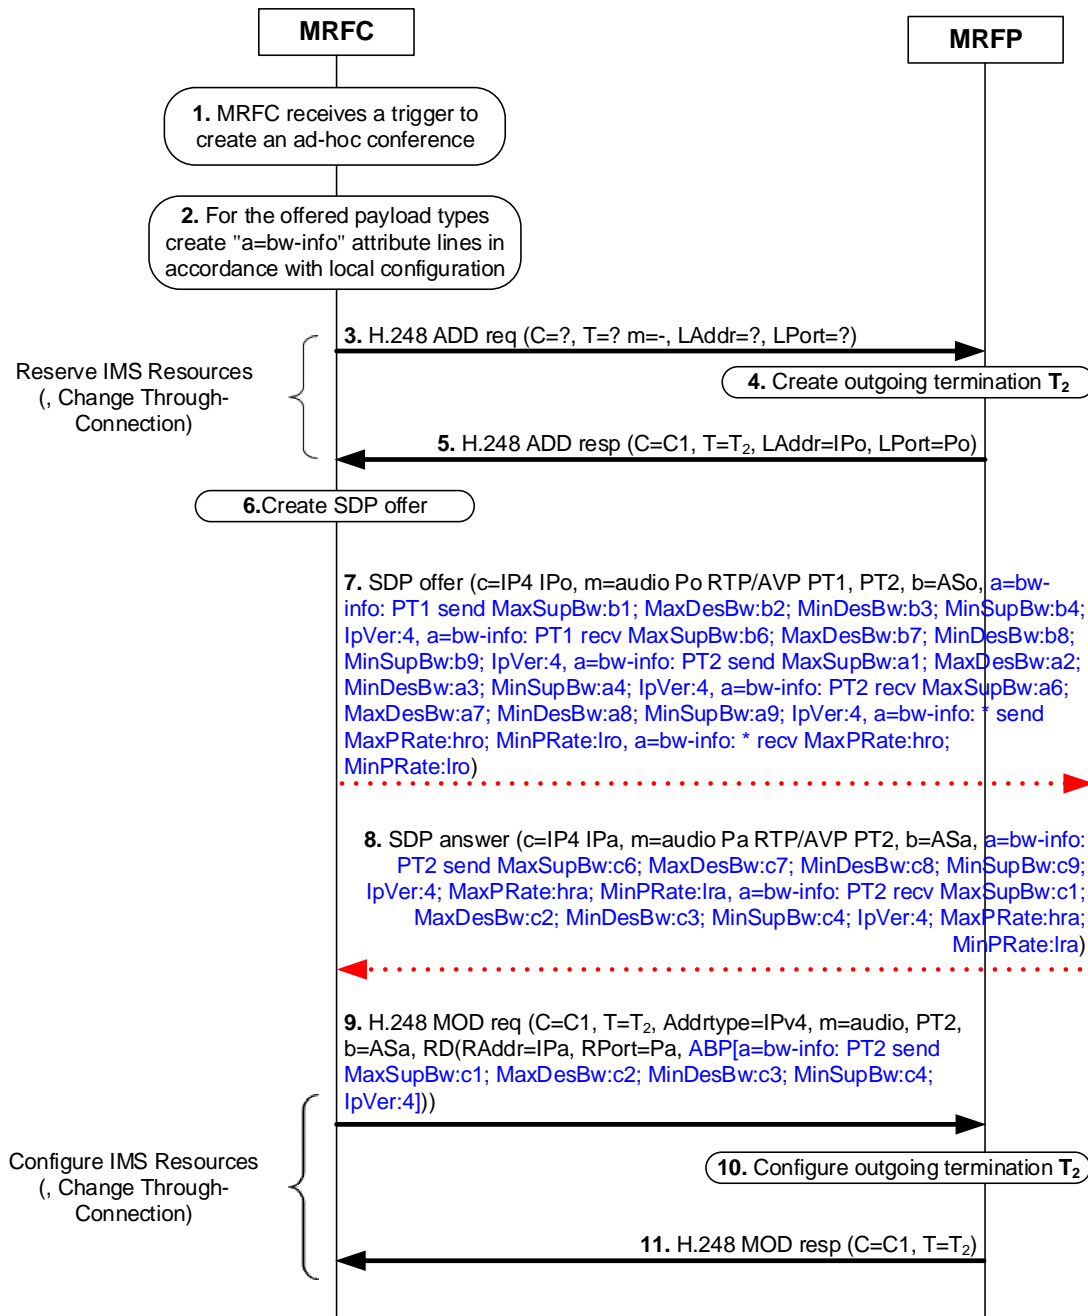 MRFC
MRFP
1. MRFC receives a trigger to
create an ad-hoc conference
2. For the offered payload types
create "a=bw-info" attribute lines in
accordance with local configuration
3. H.248 ADD req (C=?, T=? m=-, LAddr=?, LPort=?)
Reserve IMS Resources
(, Change Through-
Connection)
4. Create outgoing termination T2
5. H.248 ADD resp (C=C1, T=T2, LAddr=IPo, LPort=Po)
6.Create SDP offer
7. SDP offer (c=IP4 IPo, m=audio Po RTP/AVP PT1, PT2, b=ASo, a=bw-
info: PT1 send MaxSupBw:b1; MaxDesBw:b2; MinDesBw:b3; MinSupBw:b4;
IpVer:4, a=bw-info: PT1 recv MaxSupBw:b6; MaxDesBw:b7; MinDesBw:b8;
MinSupBw:b9; IpVer:4, a=bw-info: PT2 send MaxSupBw:a1; MaxDesBw:a2;
MinDesBw:a3; MinSupBw:a4; IpVer:4, a=bw-info: PT2 recv MaxSupBw:a6;
MaxDesBw:a7; MinDesBw:a8; MinSupBw:a9; IpVer:4, a=bw-info: * send
MaxPRate:hro; MinPRate:lro, a=bw-info: * recv MaxPRate:hro;
MinPRate:lro)
8. SDP answer (c=IP4 IPa, m=audio Pa RTP/AVP PT2, b=ASa, a=bw-info:
PT2 send MaxSupBw:c6; MaxDesBw:c7; MinDesBw:c8; MinSupBw:c9;
IpVer:4; MaxPRate:hra; MinPRate:lra, a=bw-info: PT2 recv MaxSupBw:c1;
MaxDesBw:c2; MinDesBw:c3; MinSupBw:c4; IpVer:4; MaxPRate:hra;
MinPRate:lra)
9. H.248 MOD req (C=C1, T=T2, Addrtype=IPv4, m=audio, PT2,
b=ASa, RD(RAddr=IPa, RPort=Pa, ABP[a=bw-info: PT2 send
MaxSupBw:c1; MaxDesBw:c2; MinDesBw:c3; MinSupBw:c4;
IpVer:4]))
Configure IMS Resources
(, Change Through-
Connection)
10. Configure outgoing termination T2
11. H.248 MOD resp (C=C1, T=T2)